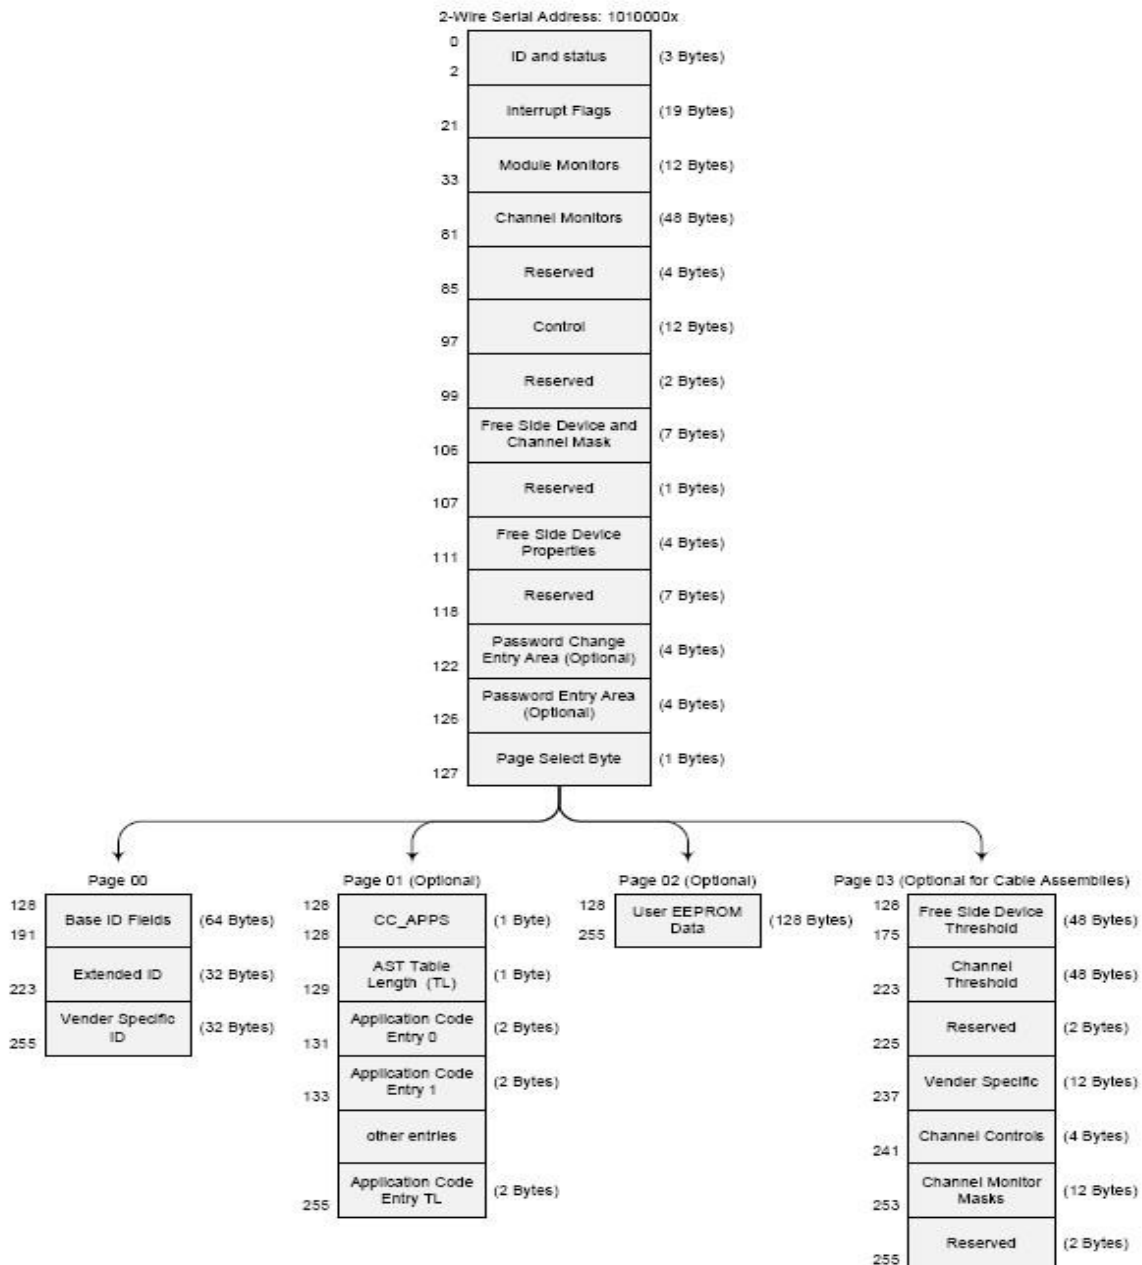 2-Wire Serial Address: 1010000x
0
ID and status
(3 Bytes)
2
Interrupt Flags
(19 Bytes)
21
Module Monitors
(12 Bytes)
33
Channel Monitors
(48 Bytes)
81
Reserved
(4 Bytes)
85
Control
(12 Bytes)
97
Reserved
(2 Bytes)
99
Free Side Device and
Channel Mask
(7 Bytes)
106
Reserved
(1 Bytes)
107
Free Side Device
Properties
(4 Bytes)
111
Reserved
(7 Bytes)
118
Password Change
Entry Area (Optional)
(4 Bytes)
122
Password Entry Area
(Optional)
(4 Bytes)
126
Page Select Byte
(1 Bytes)
127
Page 00
128
Base ID Fields
(64 Bytes)
191
Extended ID
(32 Bytes)
223
Vender Specific
ID
(32 Bytes)
255
Page 01 (Optional)
128
CC_APPS
(1 Byte)
128
AST Table
Length (TL)
(1 Byte)
129
Application Code
Entry 0
(2 Bytes)
131
Application Code
Entry 1
(2 Bytes)
133
other entries
Application Code
Entry TL
(2 Bytes)
255
Page 02 (Optional)
128
User EEPROM
Data
(128 Bytes)
255
Page 03 (Optional for Cable Assemblies)
128
Free Side Device
Threshold
(48 Bytes)
175
Channel
Threshold
(48 Bytes)
223
Reserved
(2 Bytes)
225
Vender Specific
(12 Bytes)
237
Channel Controls
(4 Bytes)
241
Channel Monitor
Masks
(12 Bytes)
253
Reserved
(2 Bytes)
255